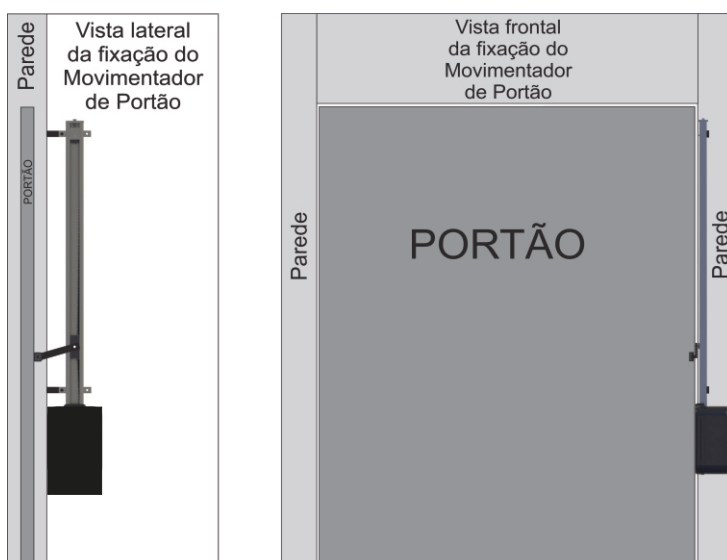 Parede
Vista lateral
da fixação do
Movimentador
de Portão
PORTÃO
Vista frontal
da fixação do
Movimentador
de Portão
Parede
PORTÃO
Parede